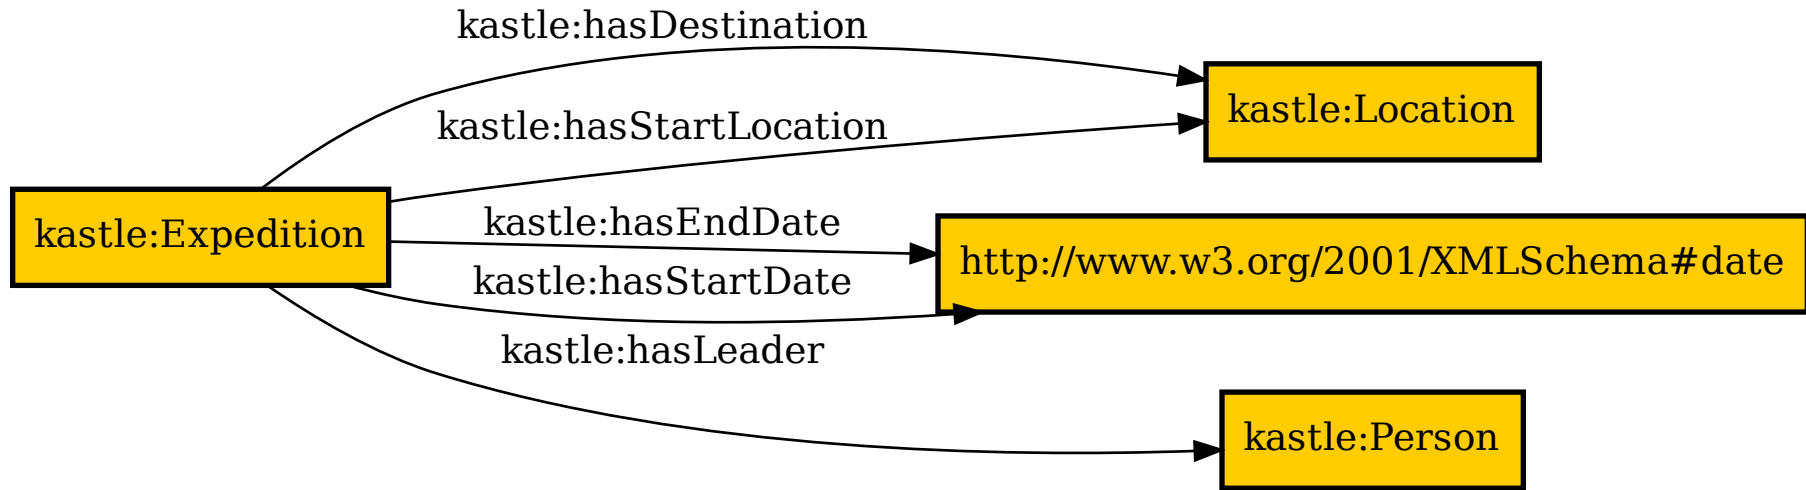 kastle:hasDestination
kastle:Location
kastle:hasStartLocation
kastle:Expedition
kastle:hasEndDate
http://www.w3.org/2001/XMLSchema#date
kastle:hasStartDate
kastle:hasLeader
kastle:Person